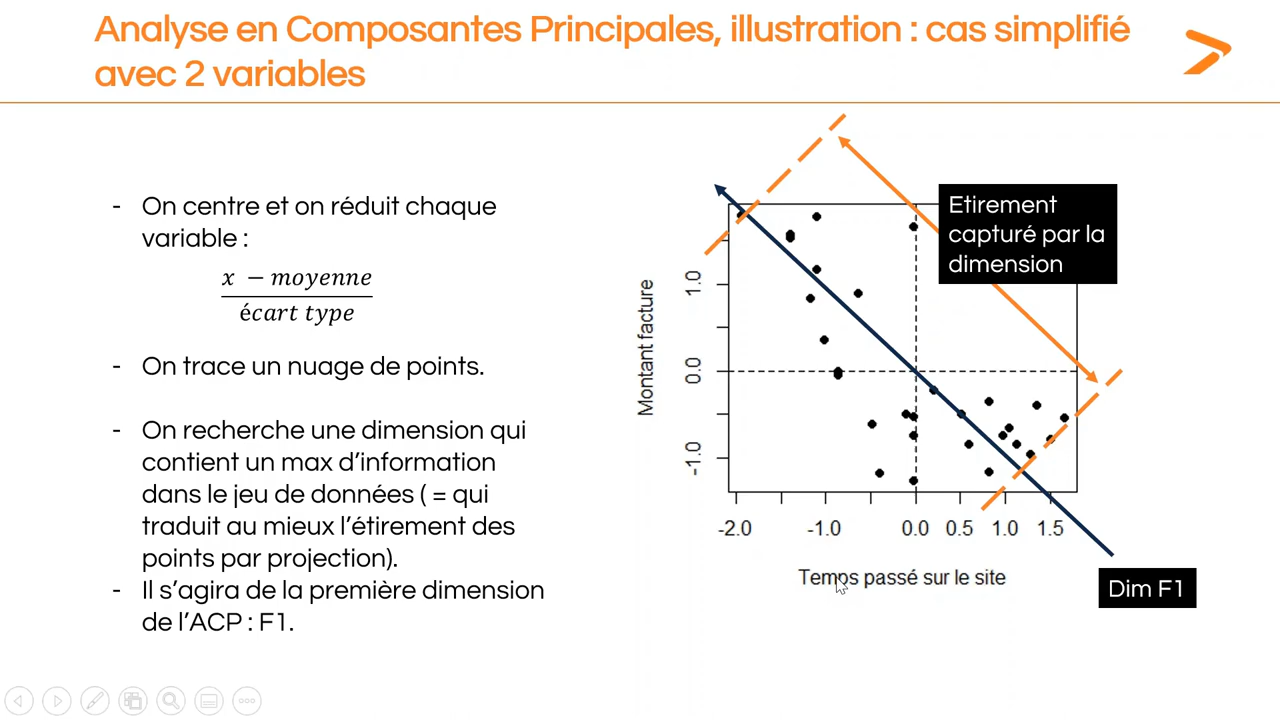 Analyse en Composantes Principales, illustration : cas simplifié
avec 2 variables
- On centre et on réduit chaque
variable :
x − moyenne
écart type
- On trace un nuage de points.
- On recherche une dimension qui
contient un max d'information
dans le jeu de données ( = qui
traduit au mieux l'étirement des
points par projection).
- Il s'agira de la première dimension
de l'ACP : F1.
Etirement
capturé par la
dimension
Montant facture
1.0
0.0
-1.0
-2.0 -1.0 0.0 0.5 1.0 1.5
Temps passé sur le site
Dim F1